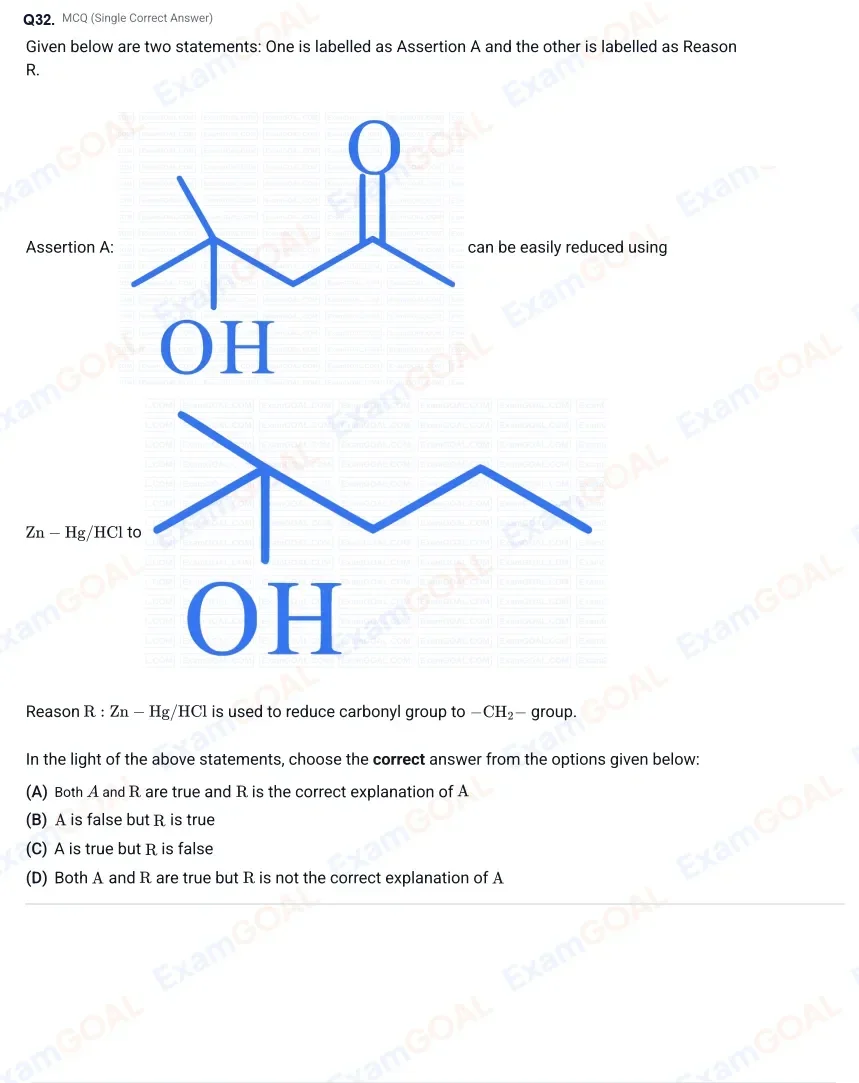 Q32. MCQ (Single Correct Answer)
Given below are two statements: One is labelled as Assertion A and the other is labelled as Reason
R.
O
Assertion A:
can be easily reduced using
OH
Zn – Hg/HCl to
OH
Reason R : Zn – Hg/HCl is used to reduce carbonyl group to −CH₂− group.
In the light of the above statements, choose the correct answer from the options given below:
(A) Both A and R are true and R is the correct explanation of A
(B) A is false but R is true
(C) A is true but R is false
(D) Both A and R are true but R is not the correct explanation of A
ExamGOAL